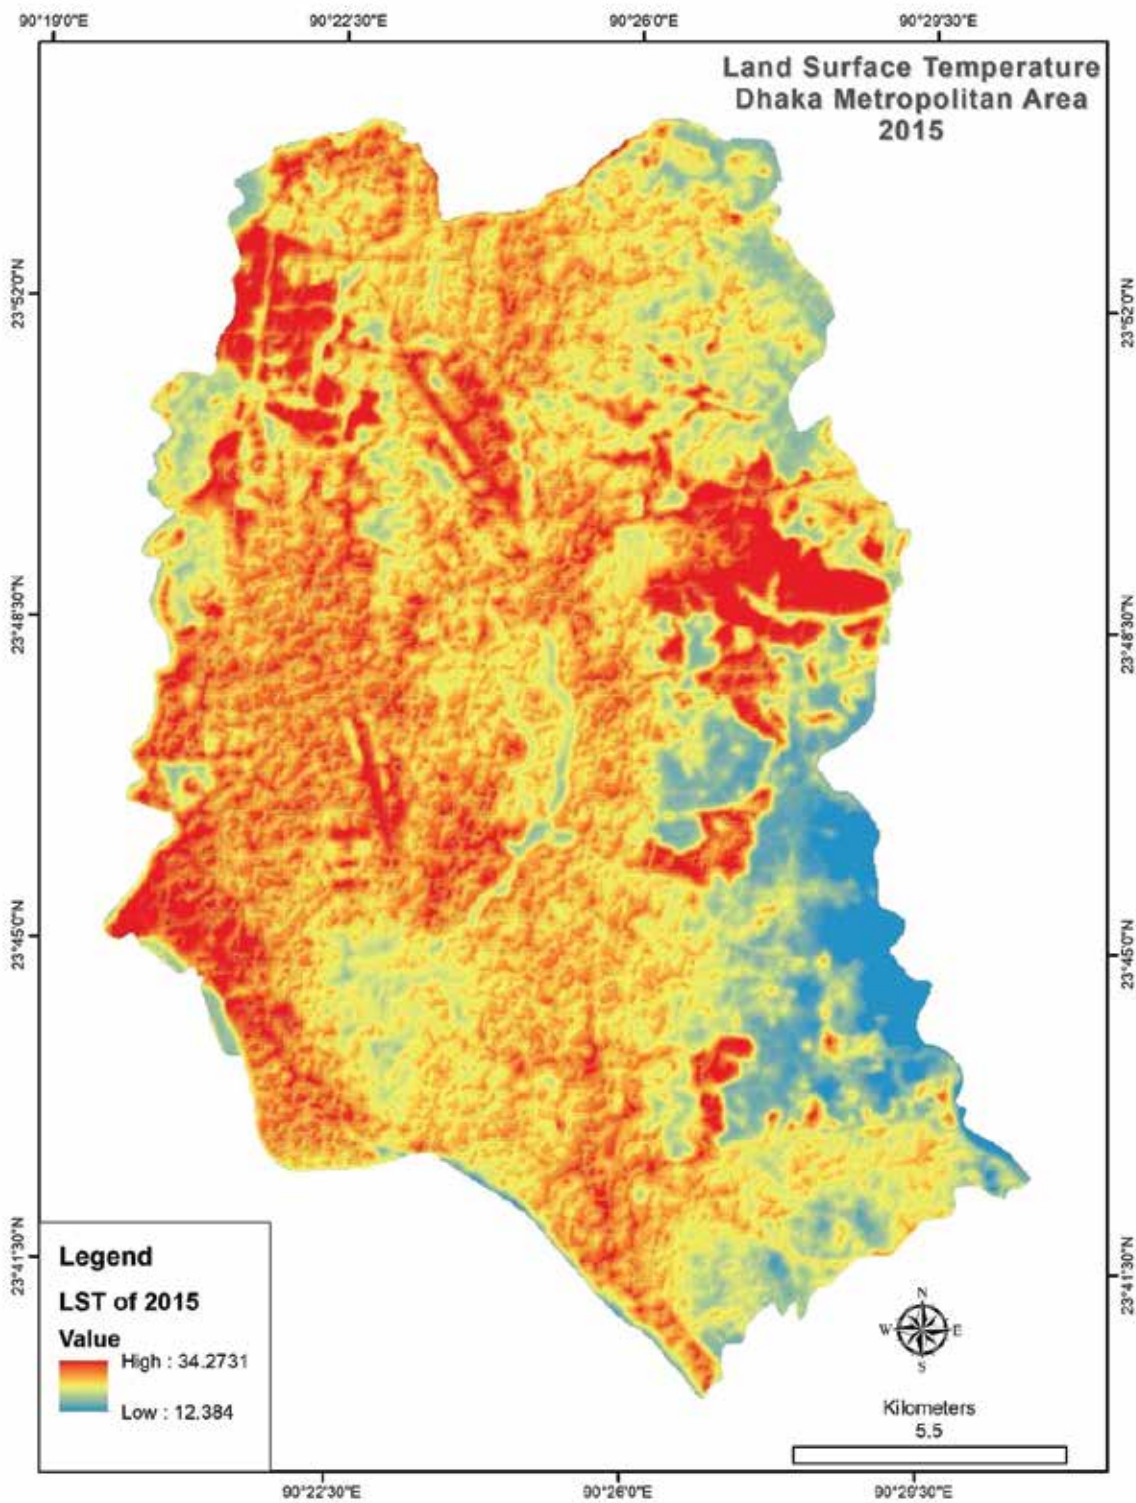 90°19'0"E 90°22'30"E 90°26'0"E 90°29'30"E
Land Surface Temperature
Dhaka Metropolitan Area
2015
23°52'0"N 23°52'0"N
23°48'30"N 23°48'30"N
23°45'0"N 23°45'0"N
23°41'30"N 23°41'30"N
Legend
LST of 2015
Value
High : 34.2731
Low : 12.384
N
W E
S
Kilometers
5.5
90°22'30"E 90°26'0"E 90°29'30"E